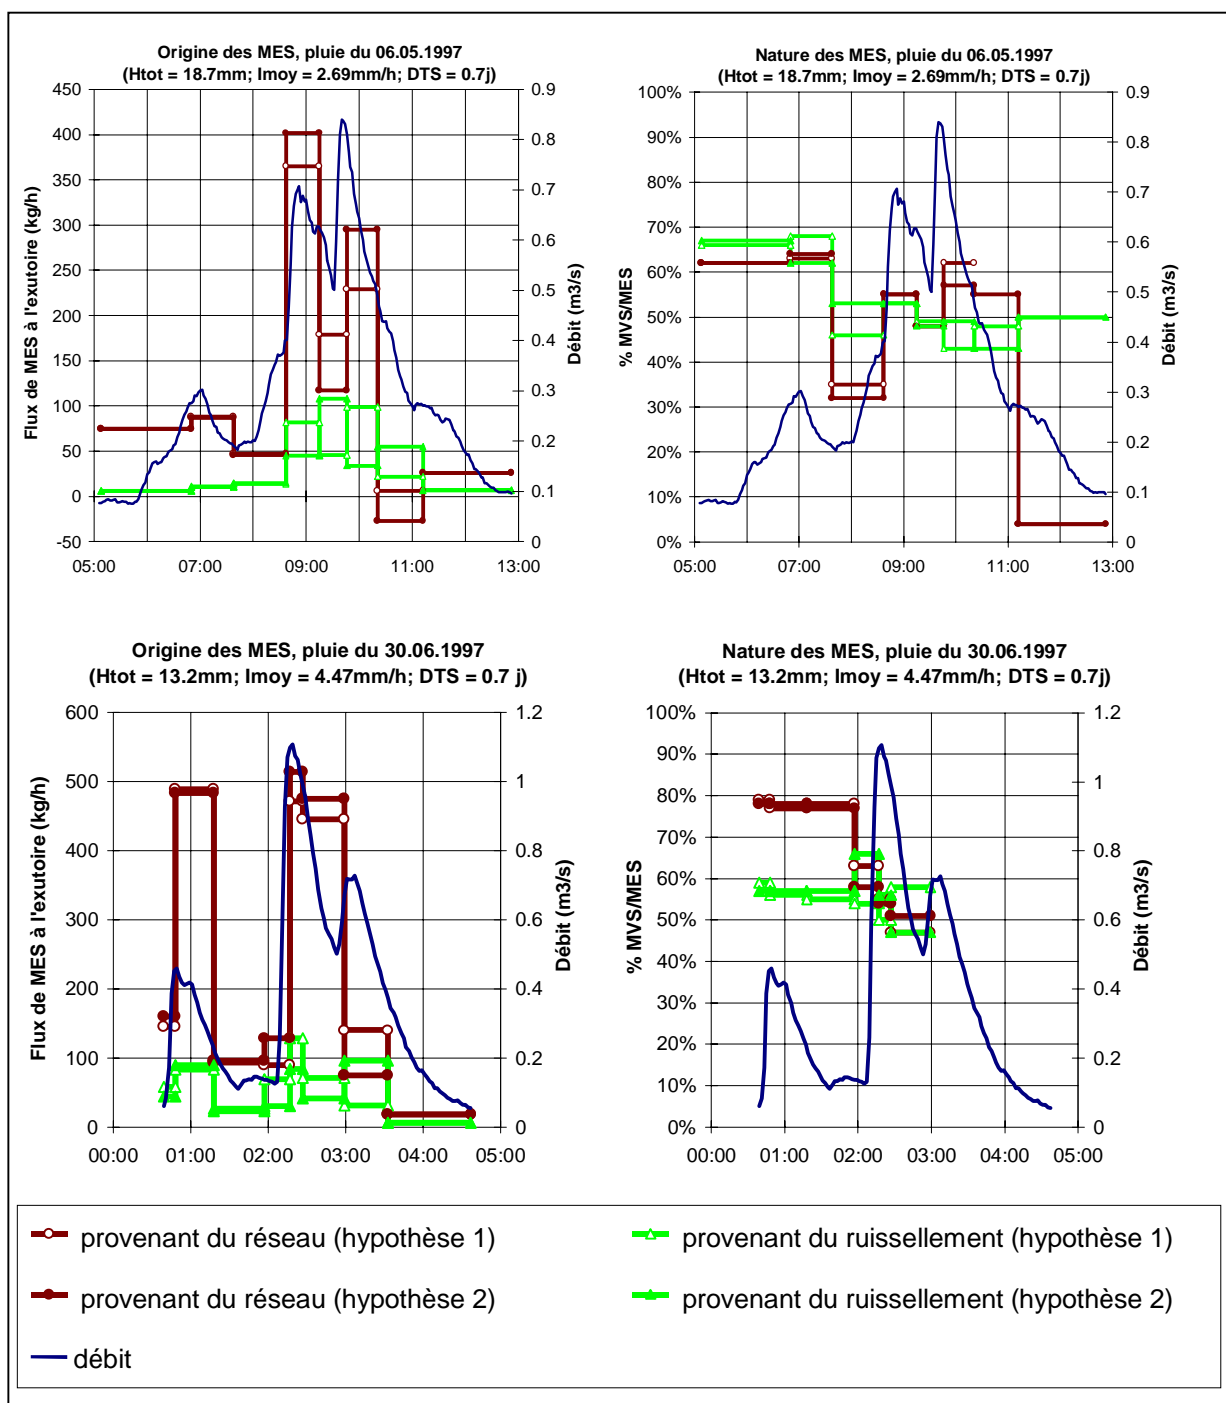 Origine des MES, pluie du 06.05.1997
(Htot = 18.7mm; Imoy = 2.69mm/h; DTS = 0.7j)
Flux de MES à l'exutoire (kg/h)
450
400
350
300
250
200
150
100
50
0
-50
0.9
0.8
0.7
0.6
0.5
0.4
0.3
0.2
0.1
0
Débit (m3/s)
05:00 07:00 09:00 11:00 13:00
Nature des MES, pluie du 06.05.1997
(Htot = 18.7mm; Imoy = 2.69mm/h; DTS = 0.7j)
% MVS/MES
100%
90%
80%
70%
60%
50%
40%
30%
20%
10%
0%
0.9
0.8
0.7
0.6
0.5
0.4
0.3
0.2
0.1
0
Débit (m3/s)
05:00 07:00 09:00 11:00 13:00
Origine des MES, pluie du 30.06.1997
(Htot = 13.2mm; Imoy = 4.47mm/h; DTS = 0.7 j)
Flux de MES à l'exutoire (kg/h)
600
500
400
300
200
100
0
1.2
1
0.8
0.6
0.4
0.2
0
Débit (m3/s)
00:00 01:00 02:00 03:00 04:00 05:00
Nature des MES, pluie du 30.06.1997
(Htot = 13.2mm; Imoy = 4.47mm/h; DTS = 0.7j)
% MVS/MES
100%
90%
80%
70%
60%
50%
40%
30%
20%
10%
0%
1.2
1
0.8
0.6
0.4
0.2
0
Débit (m3/s)
00:00 01:00 02:00 03:00 04:00 05:00
provenant du réseau (hypothèse 1)
provenant du ruissellement (hypothèse 1)
provenant du réseau (hypothèse 2)
provenant du ruissellement (hypothèse 2)
débit